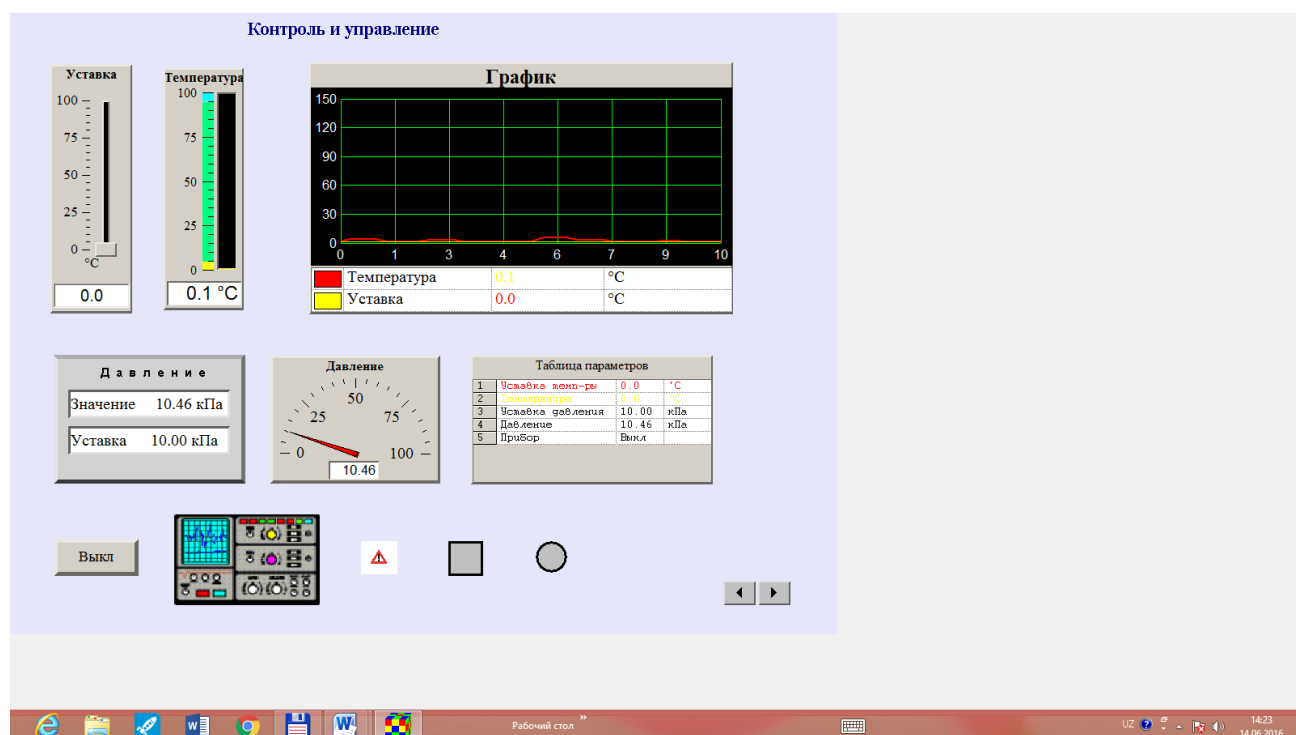 Контроль и управление
Уставка
100
75
50
25
0
°C
0.0
Температура
100
75
50
25
0
0.1 °C
График
150
120
90
60
30
0
0 1 3 4 6 7 9 10
Температура 0.1 °C
Уставка 0.0 °C
Давление
Значение 10.46 кПа
Уставка 10.00 кПа
Давление
0 25 50 75 100
10.46
Таблица параметров
1 Уставка темп-ры 0.0 °C
2 Температура 0.0 °C
3 Уставка давления 10.00 кПа
4 Давление 10.46 кПа
5 Прибор Выкл
Выкл
Рабочий стол »
UZ
14:23
14.06.2016